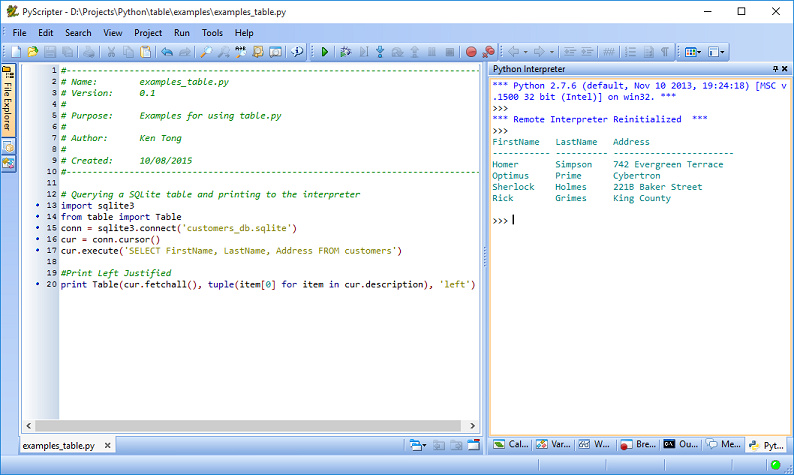 PyScripter - D:\Projects\Python\table\examples\examples_table.py
File Edit Search View Project Run Tools Help
File Explorer
1 #--------------------------------------------------------------------------------
2 # Name:        examples_table.py
3 # Version:     0.1
4 #
5 # Purpose:     Examples for using table.py
6 #
7 # Author:      Ken Tong
8 #
9 # Created:     10/08/2015
10 #--------------------------------------------------------------------------------
11
12 # Querying a SQLite table and printing to the interpreter
13 import sqlite3
14 from table import Table
15 conn = sqlite3.connect('customers_db.sqlite')
16 cur = conn.cursor()
17 cur.execute('SELECT FirstName, LastName, Address FROM customers')
18
19 #Print Left Justified
20 print Table(cur.fetchall(), tuple(item[0] for item in cur.description), 'left')
examples_table.py
Python Interpreter
*** Python 2.7.6 (default, Nov 10 2013, 19:24:18) [MSC v
.1500 32 bit (Intel)] on win32. ***
>>>
*** Remote Interpreter Reinitialized  ***
>>>
FirstName   LastName   Address
----------- ---------- -----------------------
Homer       Simpson    742 Evergreen Terrace
Optimus     Prime      Cybertron
Sherlock    Holmes     221B Baker Street
Rick        Grimes     King County
>>>
Cal... Var... W... Bre... Ou... Me... Pyt...